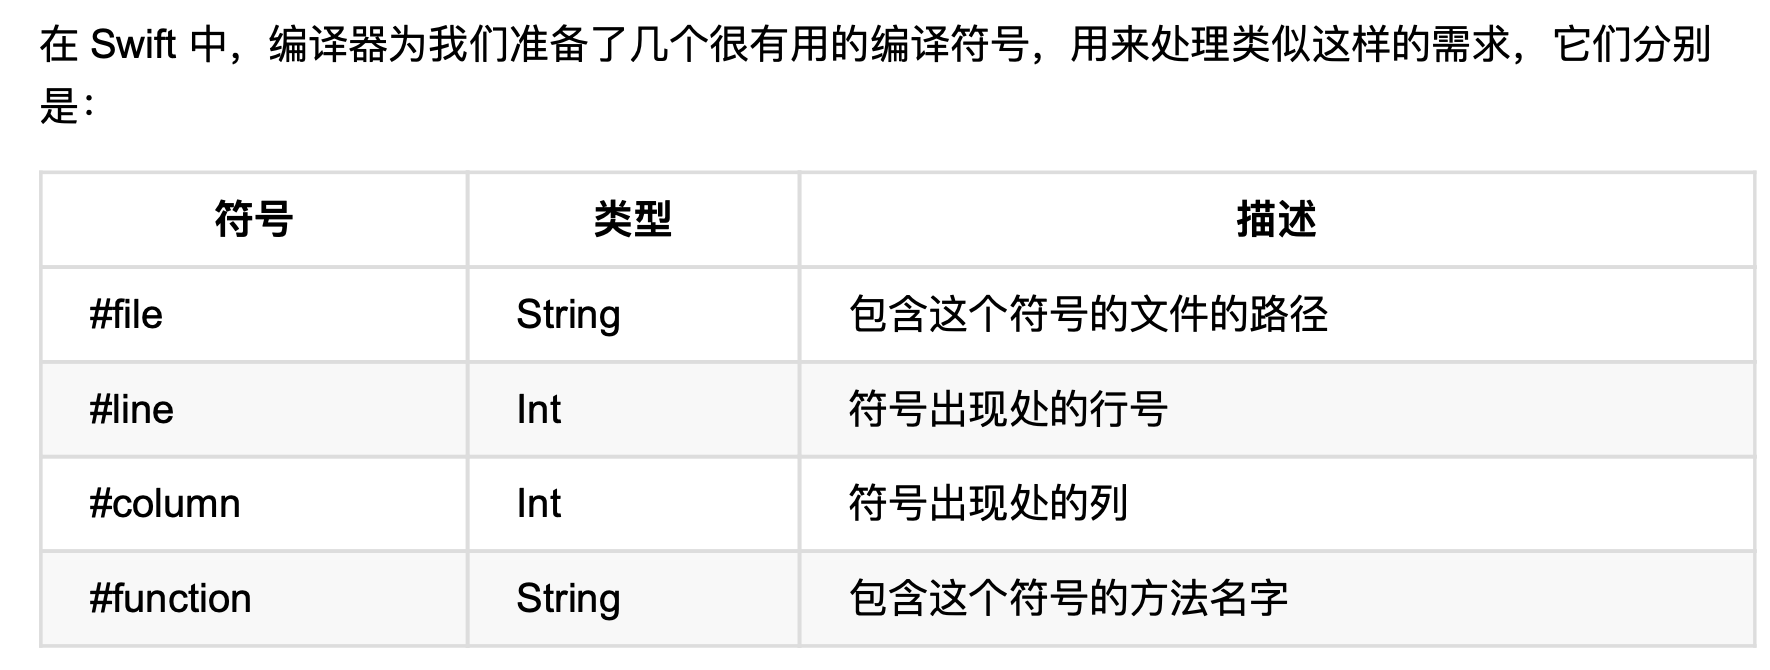 在 Swift 中，编译器为我们准备了几个很有用的编译符号，用来处理类似这样的需求，它们分别
是：
符号 类型 描述
#file String 包含这个符号的文件的路径
#line Int 符号出现处的行号
#column Int 符号出现处的列
#function String 包含这个符号的方法名字